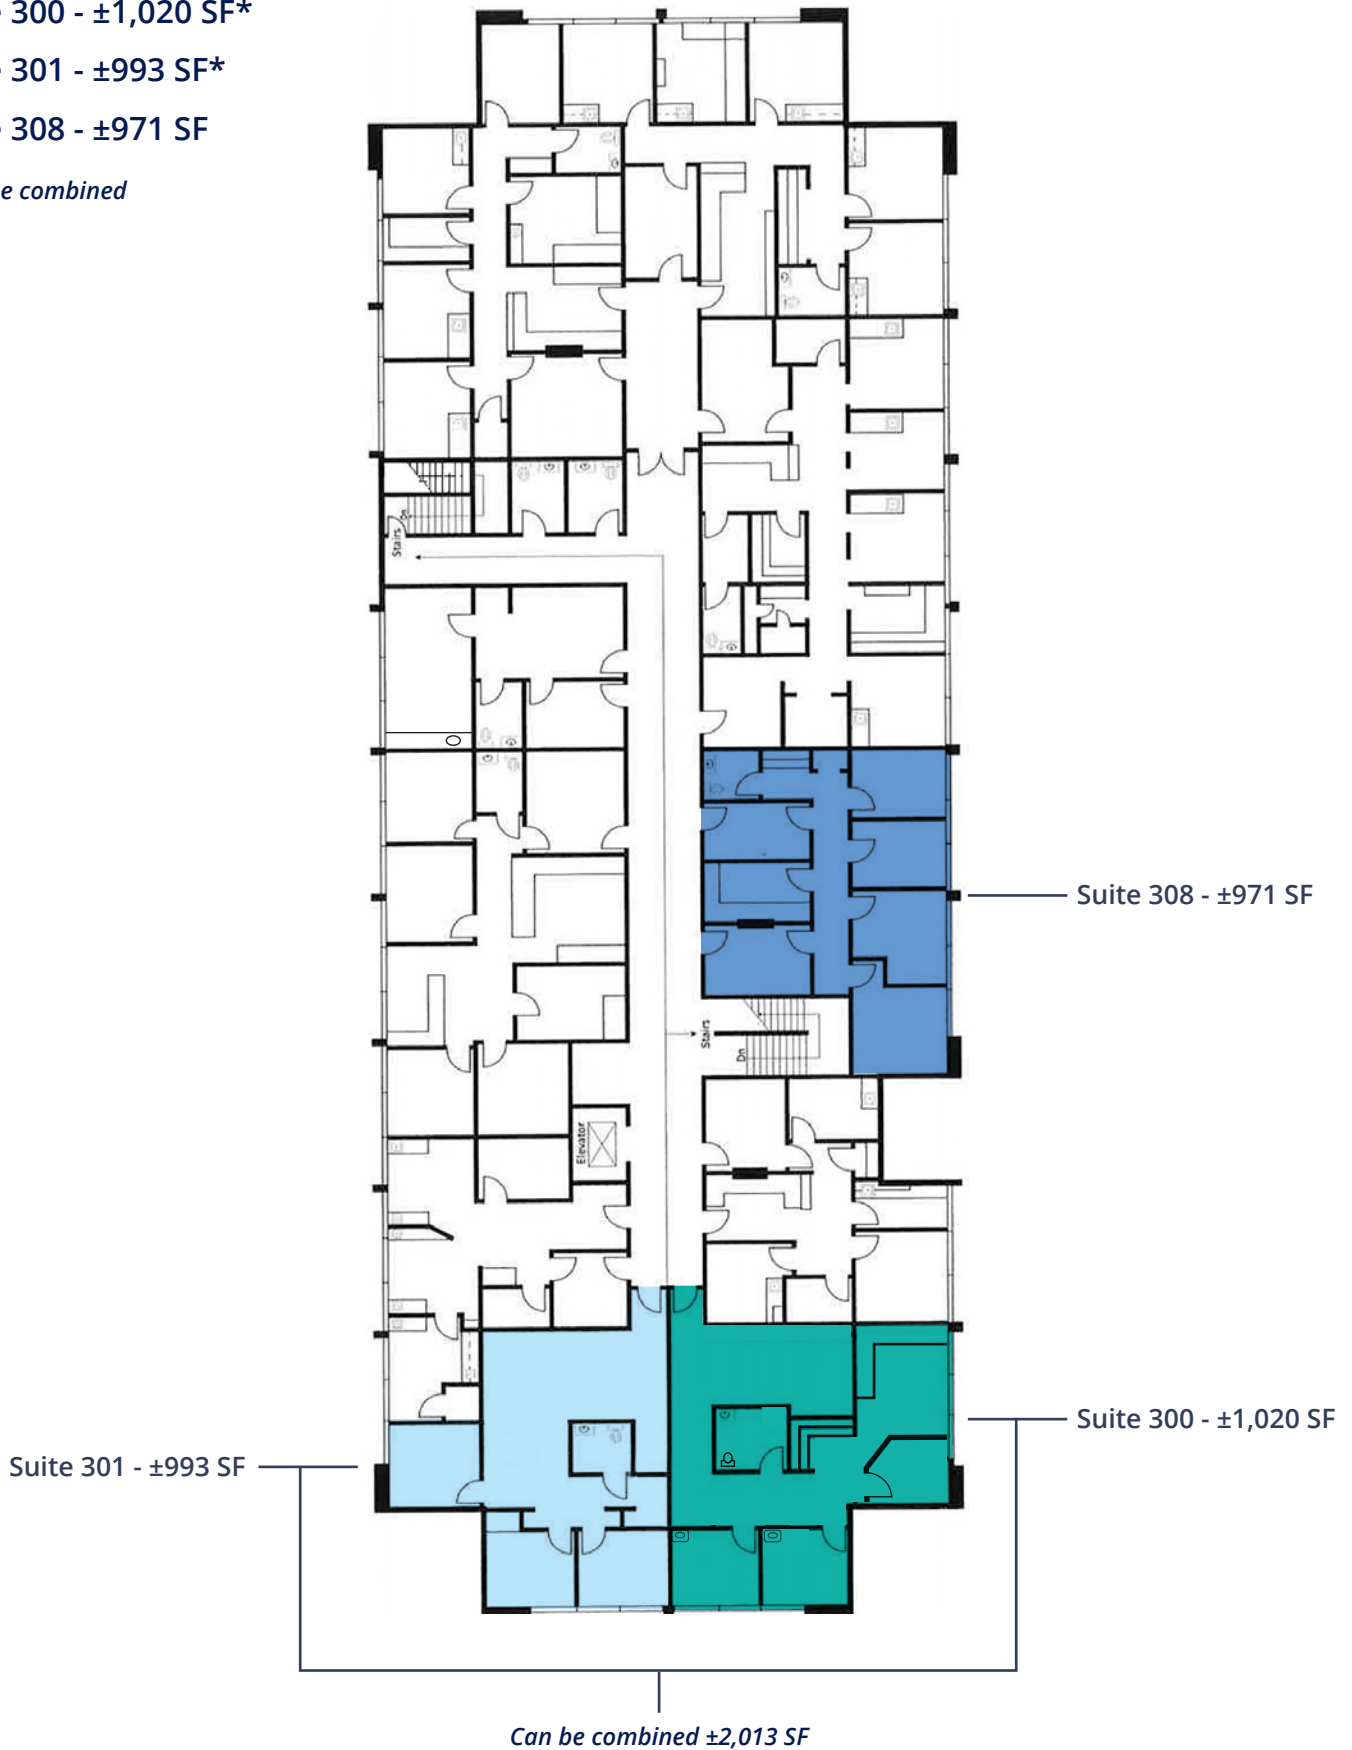 300 - ±1,020 SF*
301 - ±993 SF*
308 - ±971 SF
e combined
Dn
Stairs
Suite 308 - ±971 SF
Stairs
Dn
Elevator
Suite 300 - ±1,020 SF
Suite 301 - ±993 SF
Can be combined ±2,013 SF